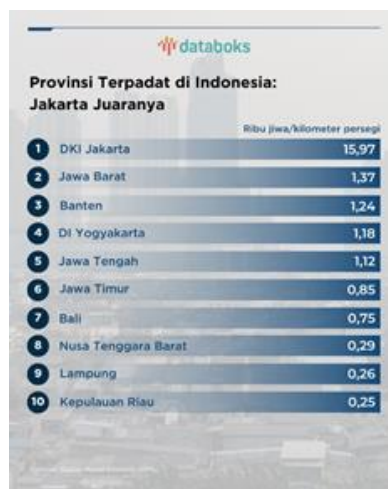 databoks
Provinsi Terpadat di Indonesia:
Jakarta Juaranya
Ribu jiwa/kilometer persegi
1 DKI Jakarta 15,97
2 Jawa Barat 1,37
3 Banten 1,24
4 DI Yogyakarta 1,18
5 Jawa Tengah 1,12
6 Jawa Timur 0,85
7 Bali 0,75
8 Nusa Tenggara Barat 0,29
9 Lampung 0,26
10 Kepulauan Riau 0,25